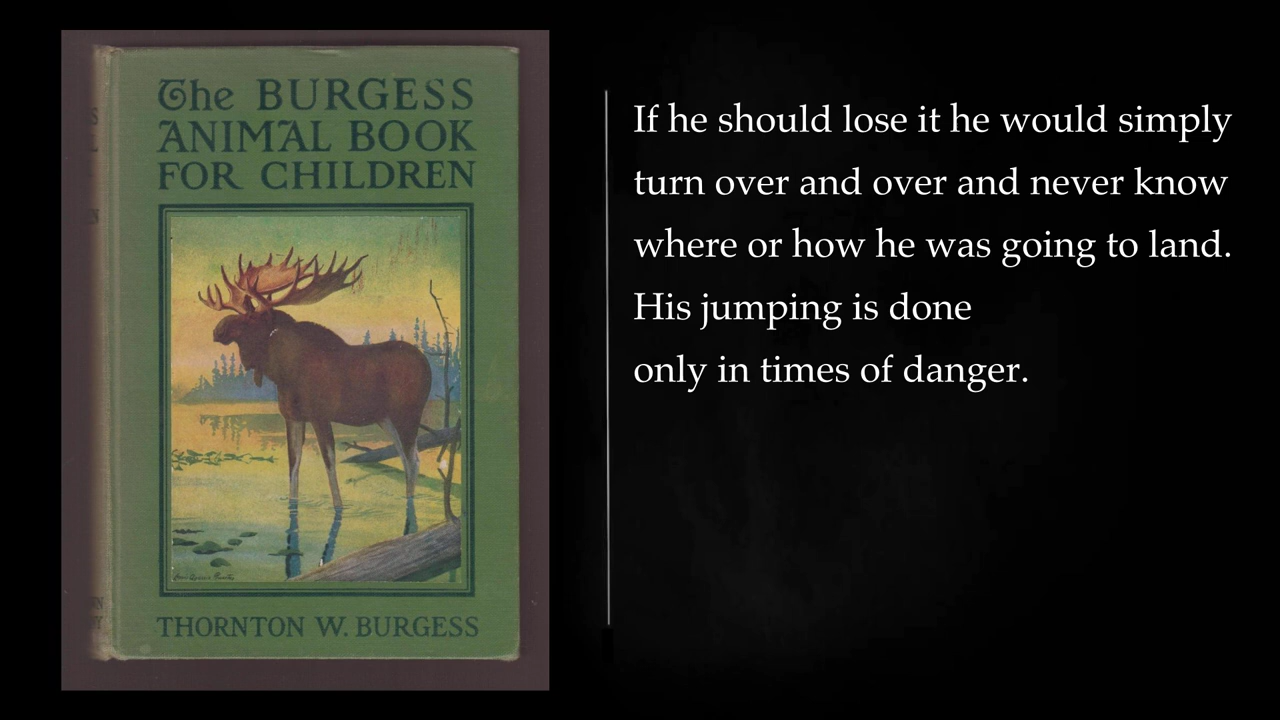 The BURGESS
ANIMAL BOOK
FOR CHILDREN
THORNTON W. BURGESS
If he should lose it he would simply
turn over and over and never know
where or how he was going to land.
His jumping is done
only in times of danger.